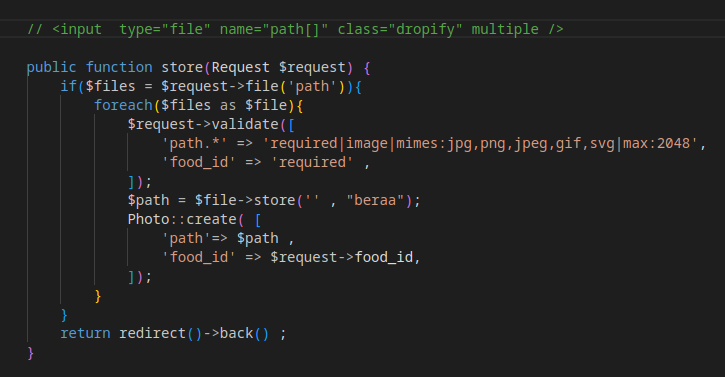 // <input  type="file" name="path[]" class="dropify" multiple />
public function store(Request $request) {
if($files = $request->file('path')){
foreach($files as $file){
$request->validate([
'path.*' => 'required|image|mimes:jpg,png,jpeg,gif,svg|max:2048',
'food_id' => 'required' ,
]);
$path = $file->store('' , "beraa");
Photo::create( [
'path'=> $path ,
'food_id' => $request->food_id,
]);
}
}
return redirect()->back() ;
}